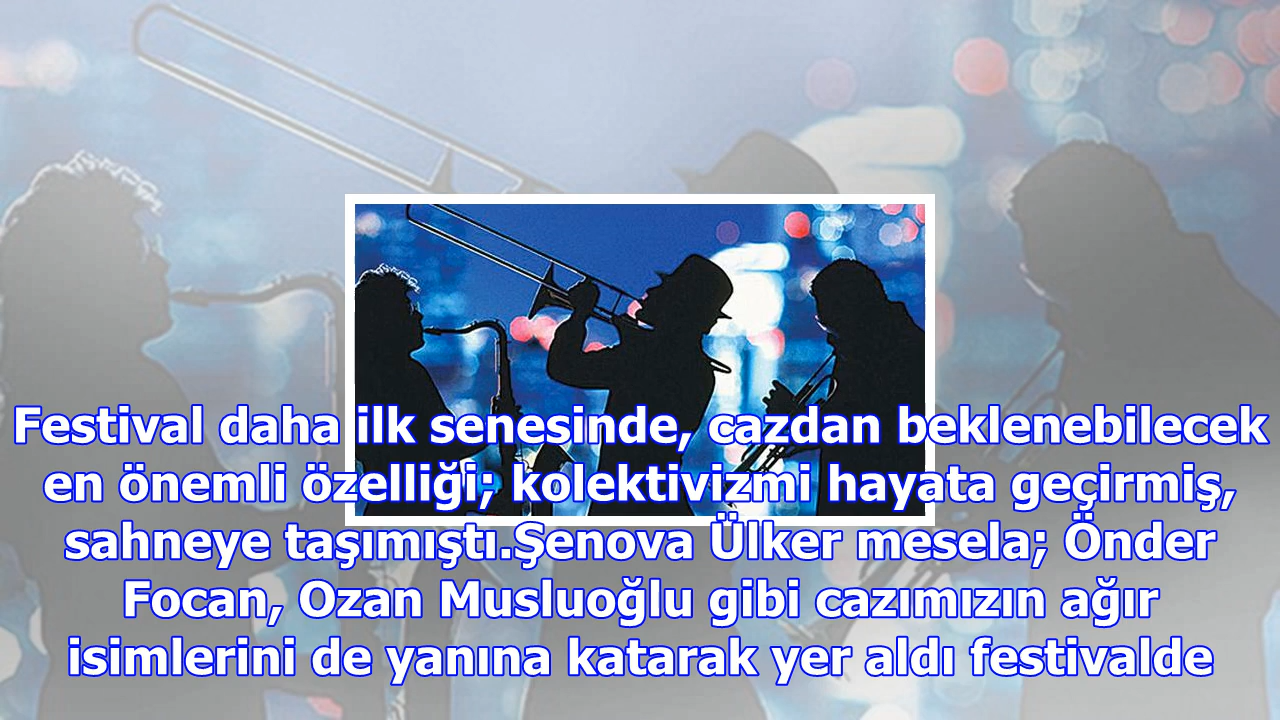 Festival daha ilk senesinde, cazdan beklenebilecek
en önemli özelliği; kolektivizmi hayata geçirmiş,
sahneye taşımıştı.Şenova Ülker mesela; Önder
Focan, Ozan Musluoğlu gibi cazımızın ağır
isimlerini de yanına katarak yer aldı festivalde